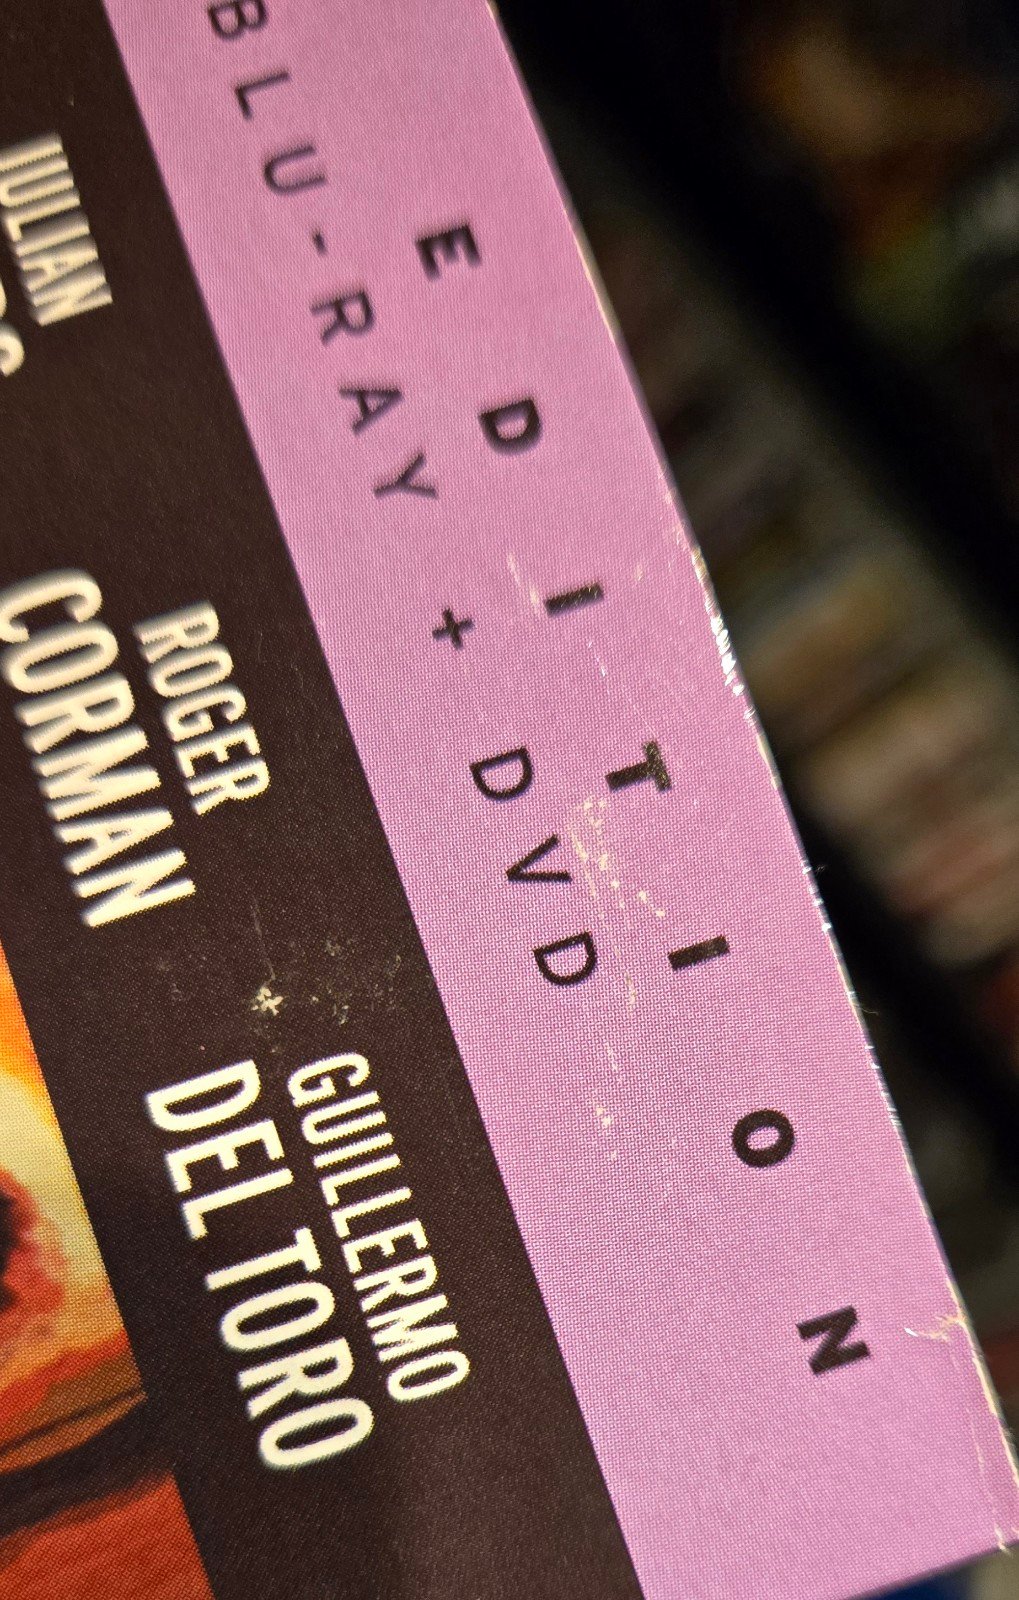 EDITION
BLU-RAY + DVD
JULIAN
ROGER
CORMAN
GUILLERMO
DEL TORO